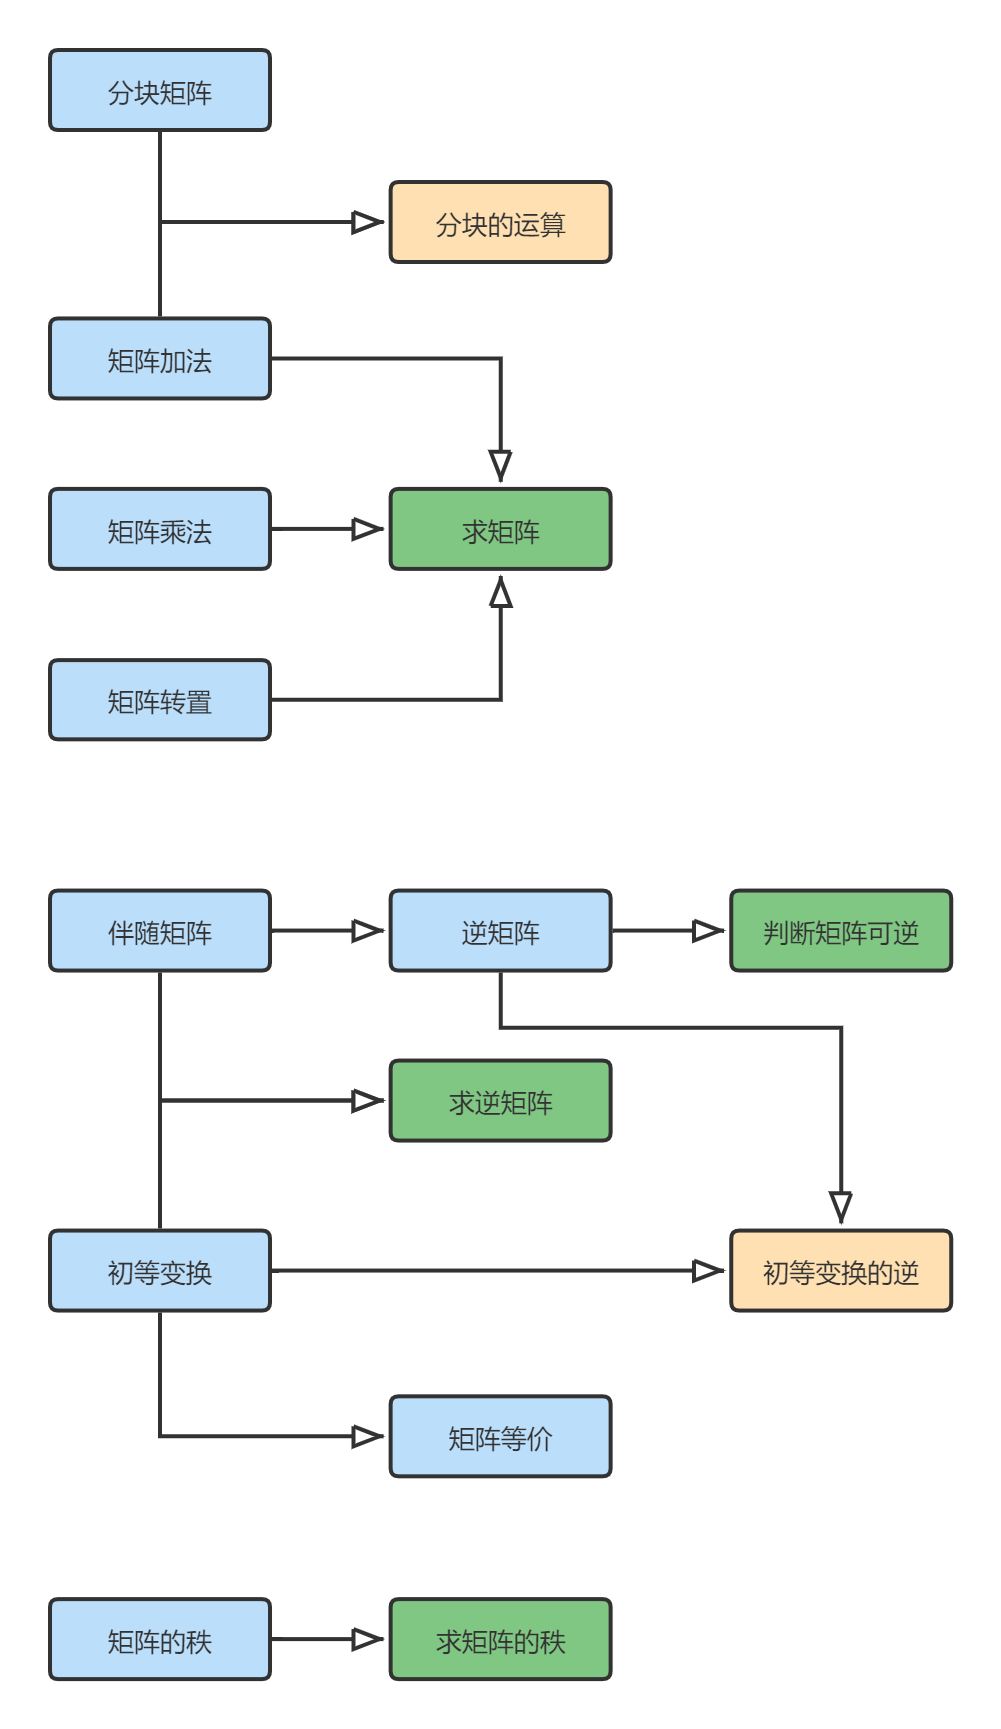 分块矩阵
分块的运算
矩阵加法
矩阵乘法
求矩阵
矩阵转置
伴随矩阵
逆矩阵
判断矩阵可逆
求逆矩阵
初等变换
初等变换的逆
矩阵等价
矩阵的秩
求矩阵的秩